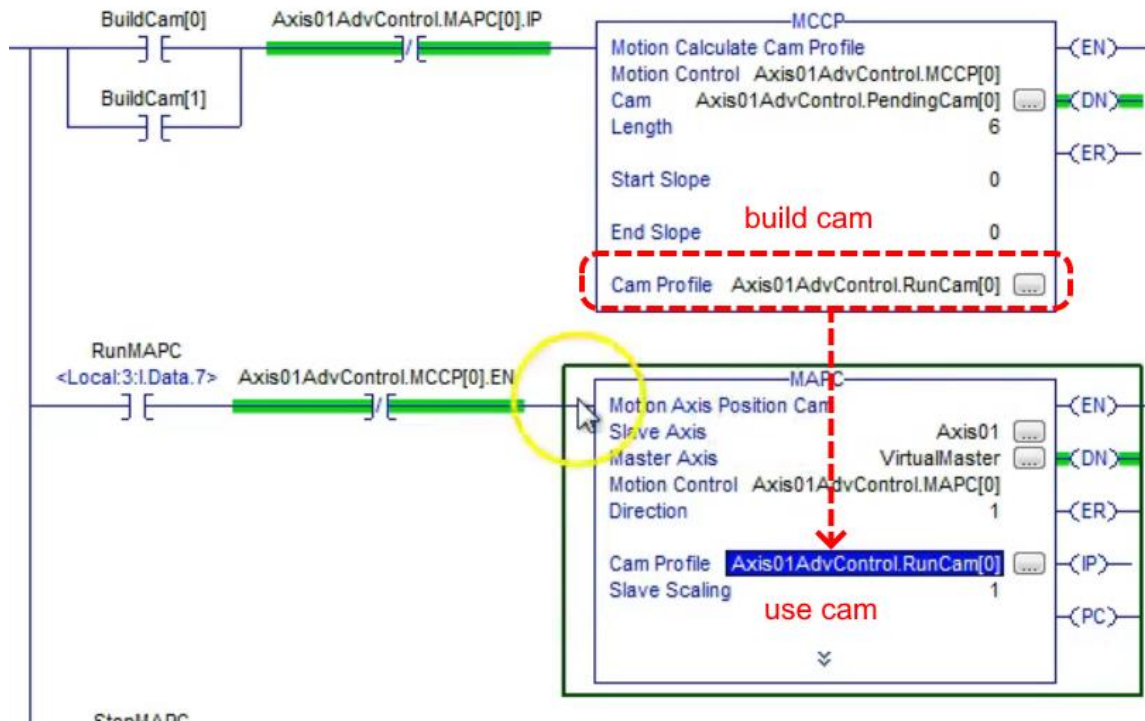 BuildCam[0]
Axis01AdvControl.MAPC[0].IP
BuildCam[1]
MCCP
Motion Calculate Cam Profile
Motion Control Axis01AdvControl.MCCP[0]
Cam Axis01AdvControl.PendingCam[0] ...
Length 6
Start Slope 0
End Slope 0
Cam Profile Axis01AdvControl.RunCam[0] ...
(EN)
(DN)
(ER)
build cam
RunMAPC
<Local:3:I.Data.7>
Axis01AdvControl.MCCP[0].EN
MAPC
Motion Axis Position Cam
Slave Axis Axis01 ...
Master Axis VirtualMaster ...
Motion Control Axis01AdvControl.MAPC[0]
Direction 1
Cam Profile Axis01AdvControl.RunCam[0] ...
Slave Scaling 1
(EN)
(DN)
(ER)
(IP)
(PC)
use cam
StopMAPC